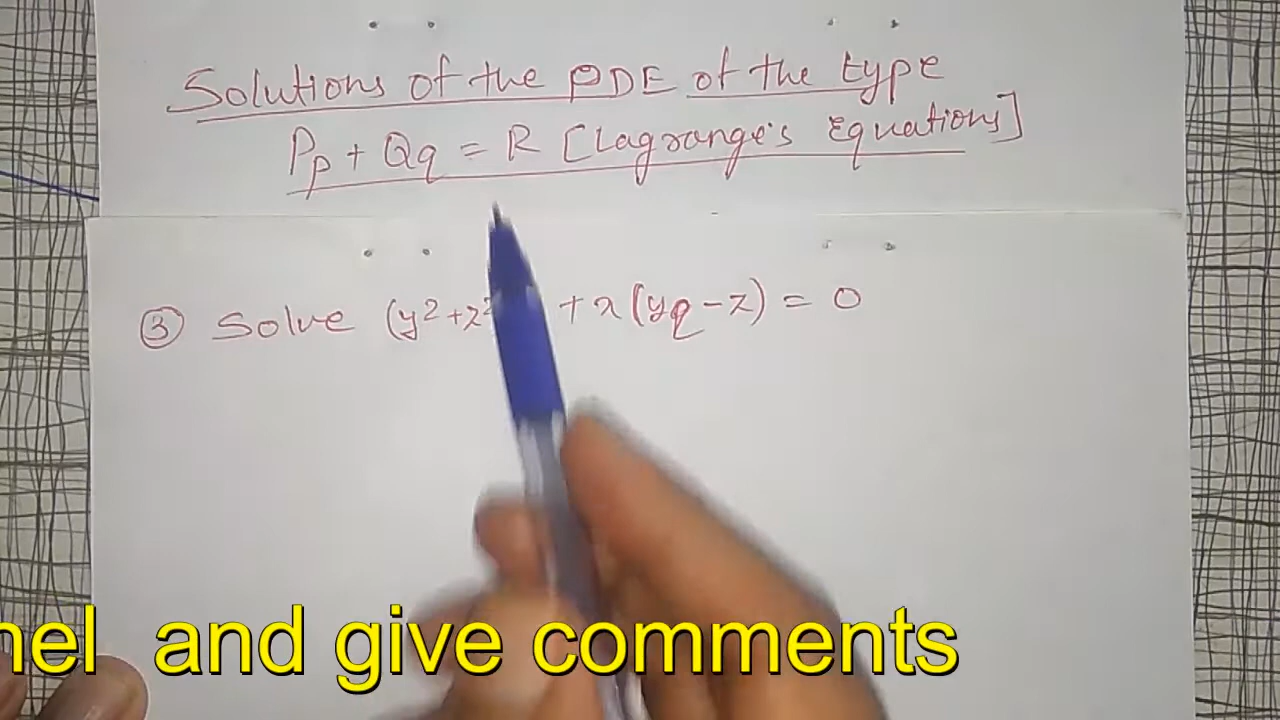 Solutions of the PDE of the type
Pp + Qq = R [Lagrange's Equations]
③ Solve (y²+z² + x(yq-z) = 0
and give comments